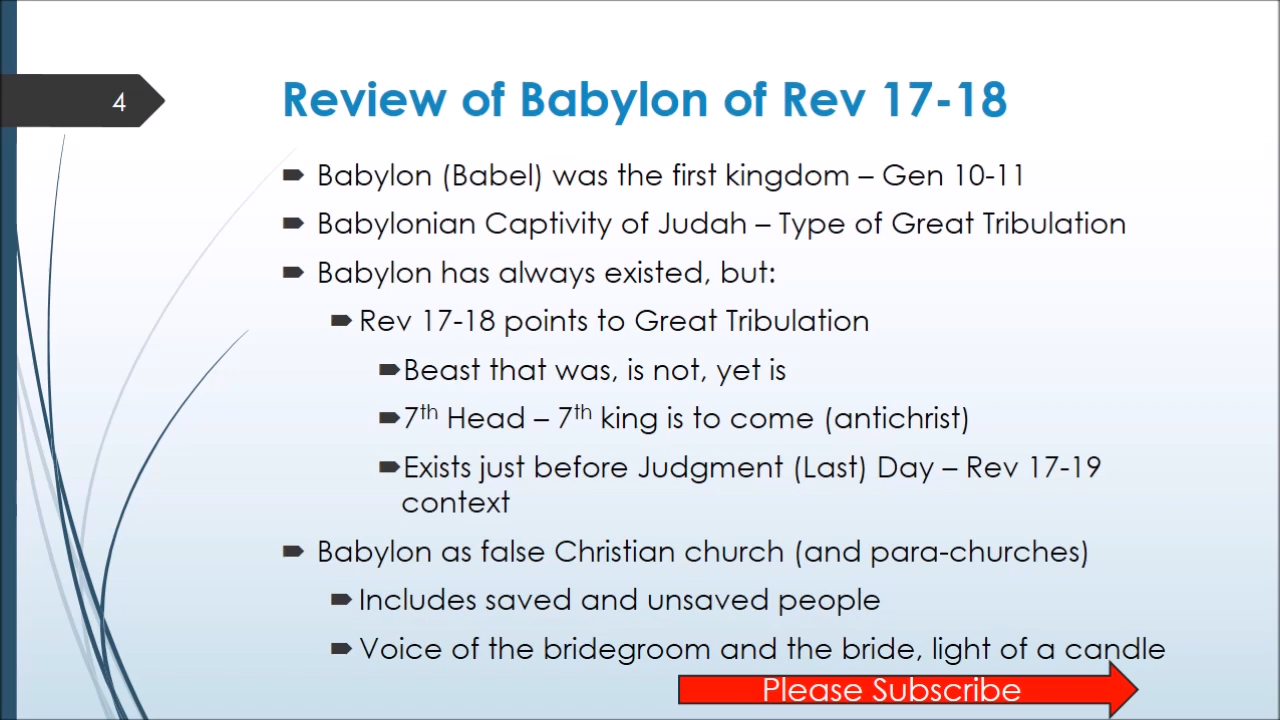 4
Review of Babylon of Rev 17-18
Babylon (Babel) was the first kingdom – Gen 10-11
Babylonian Captivity of Judah – Type of Great Tribulation
Babylon has always existed, but:
Rev 17-18 points to Great Tribulation
Beast that was, is not, yet is
7th Head – 7th king is to come (antichrist)
Exists just before Judgment (Last) Day – Rev 17-19
context
Babylon as false Christian church (and para-churches)
Includes saved and unsaved people
Voice of the bridegroom and the bride, light of a candle
Please Subscribe